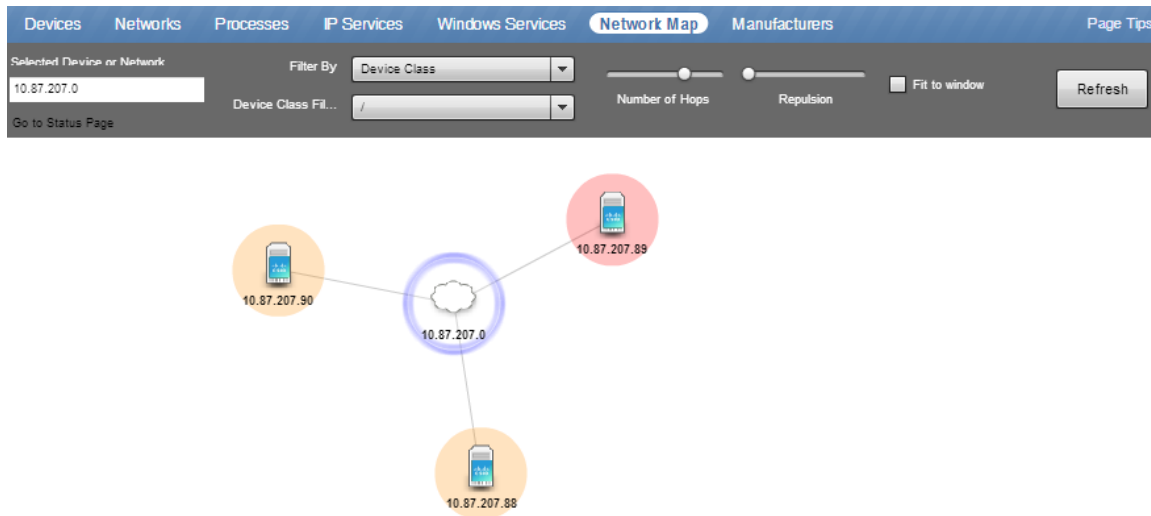 Devices Networks Processes IP Services Windows Services Network Map Manufacturers Page Tips
Selected Device or Network
10.87.207.0
Go to Status Page
Filter By Device Class
Device Class Fil... /
Number of Hops Repulsion
Fit to window
Refresh
10.87.207.89
10.87.207.90
10.87.207.0
10.87.207.88